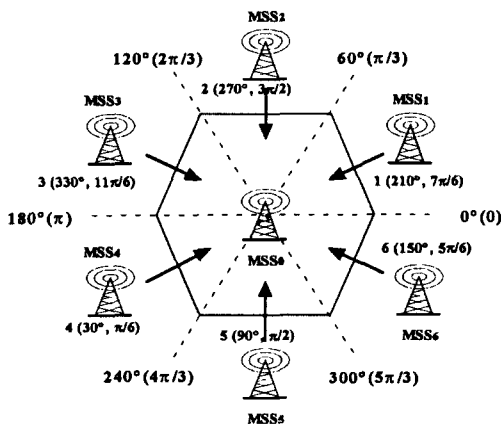 MSS2
120°(2π/3)
60°(π/3)
2 (270°, 3π/2)
MSS3
MSS1
3 (330°, 11π/6)
1 (210°, 7π/6)
180°(π)
0°(0)
MSS4
MSS0
6 (150°, 5π/6)
4 (30°, π/6)
5 (90°, π/2)
MSS6
240°(4π/3)
300°(5π/3)
MSS5